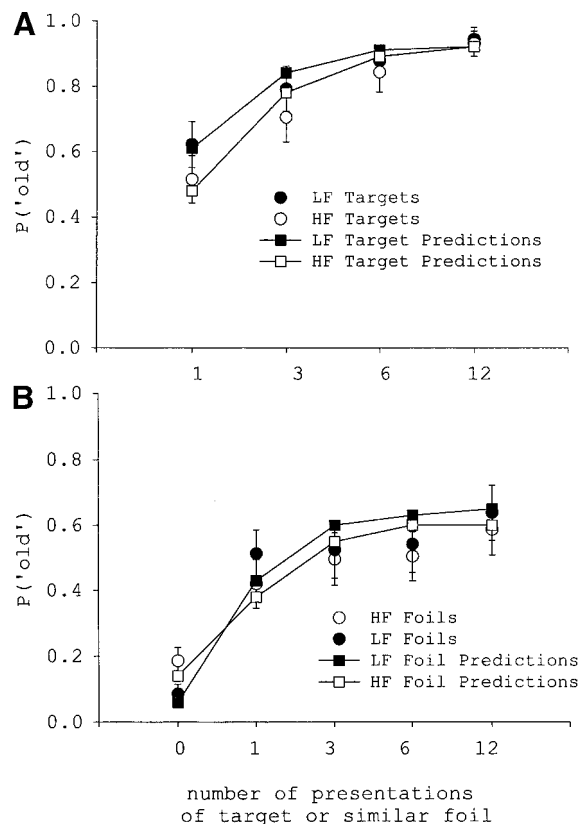 A
1.0
0.8
0.6
0.4
0.2
0.0
P('old')
LF Targets
HF Targets
LF Target Predictions
HF Target Predictions
1 3 6 12
B
1.0
0.8
0.6
0.4
0.2
0.0
P('old')
HF Foils
LF Foils
LF Foil Predictions
HF Foil Predictions
0 1 3 6 12
number of presentations
of target or similar foil